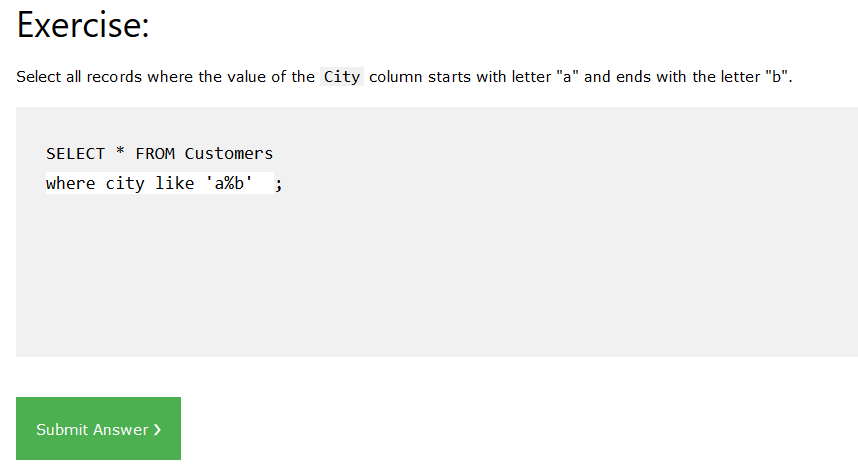 Exercise:
Select all records where the value of the City column starts with letter "a" and ends with the letter "b".
SELECT * FROM Customers
where city like 'a%b' ;
Submit Answer ❯